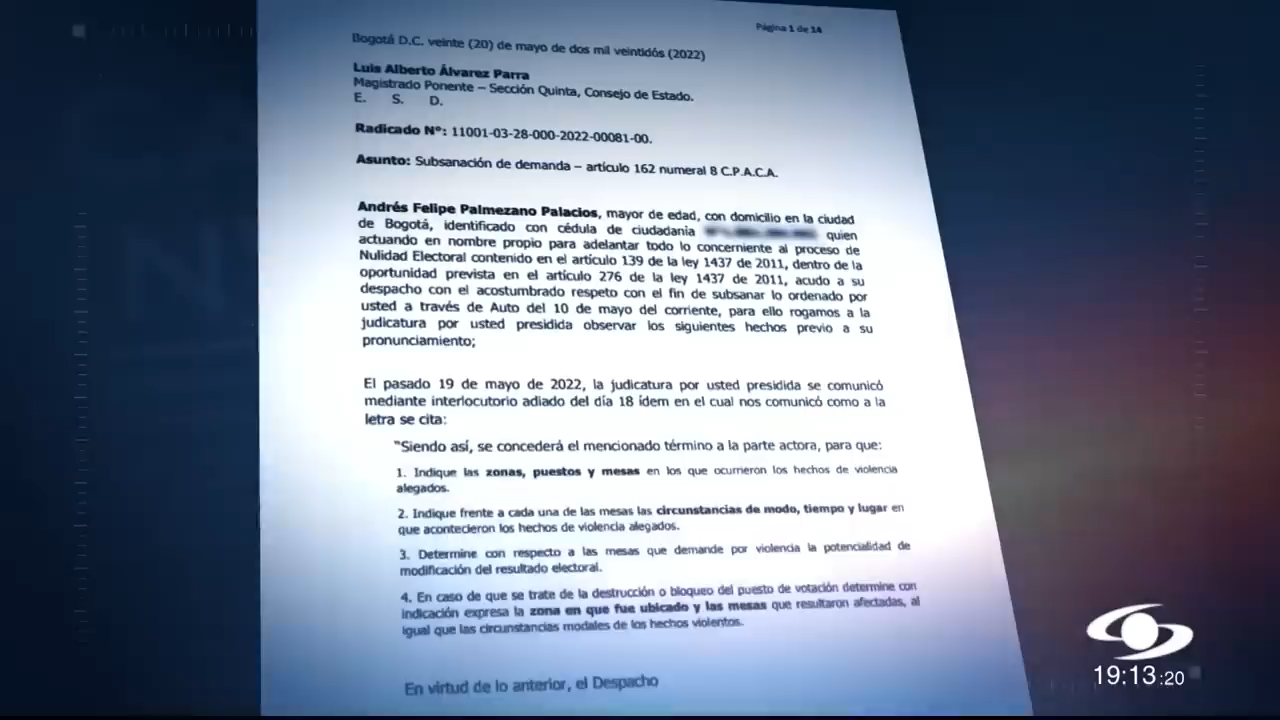 Página 1 de 14
Bogotá D.C. veinte (20) de mayo de dos mil veintidós (2022)
Luis Alberto Álvarez Parra
Magistrado Ponente – Sección Quinta, Consejo de Estado.
E. S. D.
Radicado N°: 11001-03-28-000-2022-00081-00.
Asunto: Subsanación de demanda – artículo 162 numeral 8 C.P.A.C.A.
Andrés Felipe Palmezano Palacios, mayor de edad, con domicilio en la ciudad
de Bogotá, identificado con cédula de ciudadanía quien
actuando en nombre propio para adelantar todo lo concerniente al proceso de
Nulidad Electoral contenido en el artículo 139 de la ley 1437 de 2011, dentro de la
oportunidad prevista en el artículo 276 de la ley 1437 de 2011, acudo a su
despacho con el acostumbrado respeto con el fin de subsanar lo ordenado por
usted a través de Auto del 10 de mayo del corriente, para ello rogamos a la
judicatura por usted presidida observar los siguientes hechos previo a su
pronunciamiento;
El pasado 19 de mayo de 2022, la judicatura por usted presidida se comunicó
mediante interlocutorio adiado del día 18 ídem en el cual nos comunicó como a la
letra se cita:
"Siendo así, se concederá el mencionado término a la parte actora, para que:
1. Indique las zonas, puestos y mesas en los que ocurrieron los hechos de violencia
alegados.
2. Indique frente a cada una de las mesas las circunstancias de modo, tiempo y lugar en
que acontecieron los hechos de violencia alegados.
3. Determine con respecto a las mesas que demande por violencia la potencialidad de
modificación del resultado electoral.
4. En caso de que se trate de la destrucción o bloqueo del puesto de votación determine con
indicación expresa la zona en que fue ubicado y las mesas que resultaron afectadas, al
igual que las circunstancias modales de los hechos violentos.
En virtud de lo anterior, el Despacho
19:13:20